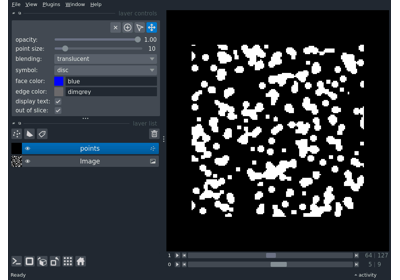 File View Plugins Window Help
layer controls
opacity: 1.00
point size: 10
blending: translucent
symbol: disc
face color: blue
edge color: dimgrey
display text:
out of slice:
layer list
points
Image
1 64 127
0 5 9
Ready activity